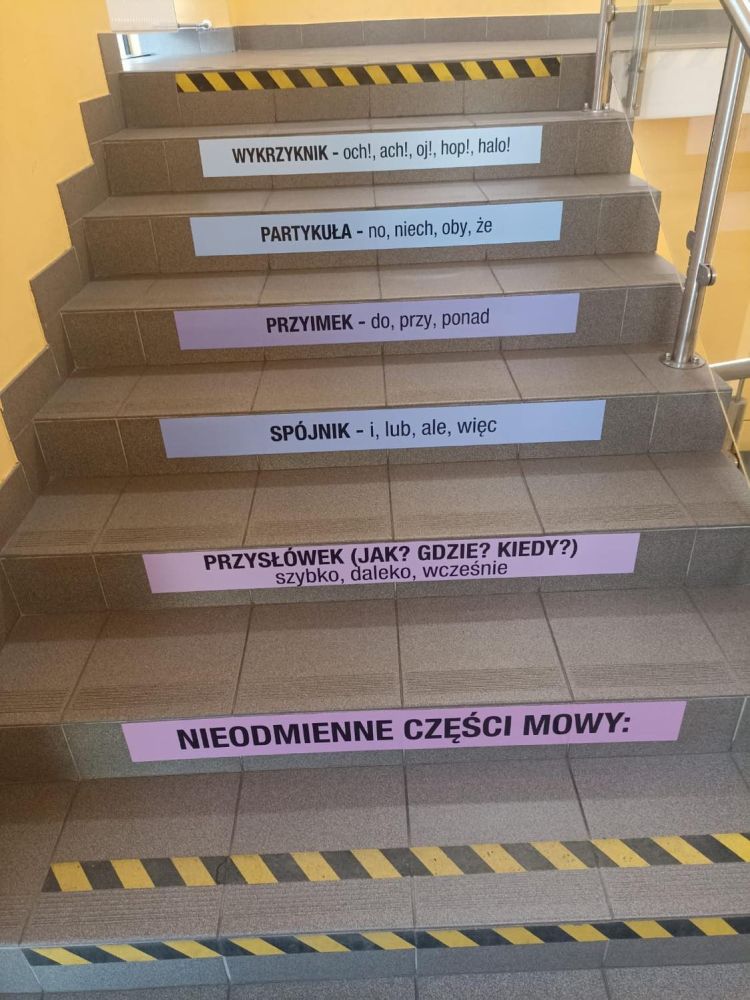 WYKRZYKNIK - och!, ach!, oj!, hop!, halo!
PARTYKUŁA - no, niech, oby, że
PRZYIMEK - do, przy, ponad
SPÓJNIK - i, lub, ale, więc
PRZYSŁÓWEK (JAK? GDZIE? KIEDY?)
szybko, daleko, wcześnie
NIEODMIENNE CZĘŚCI MOWY: